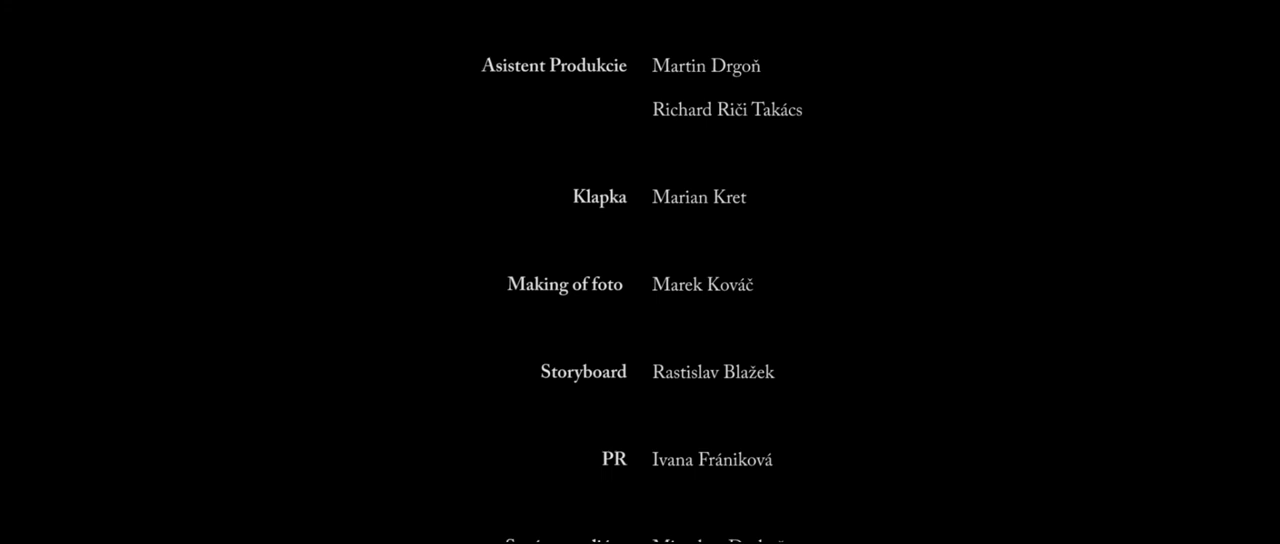 Asistent Produkcie Martin Drgoň
Richard Riči Takács
Klapka Marian Kret
Making of foto Marek Kováč
Storyboard Rastislav Blažek
PR Ivana Frániková